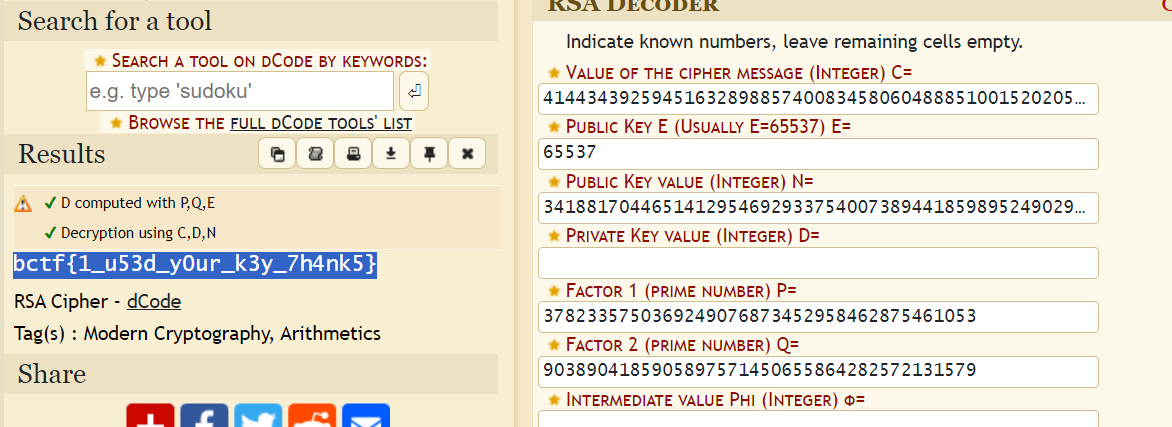 Search for a tool
SEARCH A TOOL ON DCODE BY KEYWORDS:
e.g. type 'sudoku'
BROWSE THE FULL DCODE TOOLS' LIST
Results
D computed with P,Q,E
Decryption using C,D,N
bctf{1_u53d_y0ur_k3y_7h4nk5}
RSA Cipher - dCode
Tag(s) : Modern Cryptography, Arithmetics
Share
RSA DECODER
Indicate known numbers, leave remaining cells empty.
VALUE OF THE CIPHER MESSAGE (INTEGER) C=
4144343925945163289885740083458060488851001520205…
PUBLIC KEY E (USUALLY E=65537) E=
65537
PUBLIC KEY VALUE (INTEGER) N=
3418817044651412954692933754007389441859895249029…
PRIVATE KEY VALUE (INTEGER) D=
FACTOR 1 (PRIME NUMBER) P=
378233575036924907687345295846287546​1053
FACTOR 2 (PRIME NUMBER) Q=
9038904185905897571450655864282572131579
INTERMEDIATE VALUE PHI (INTEGER) Φ=